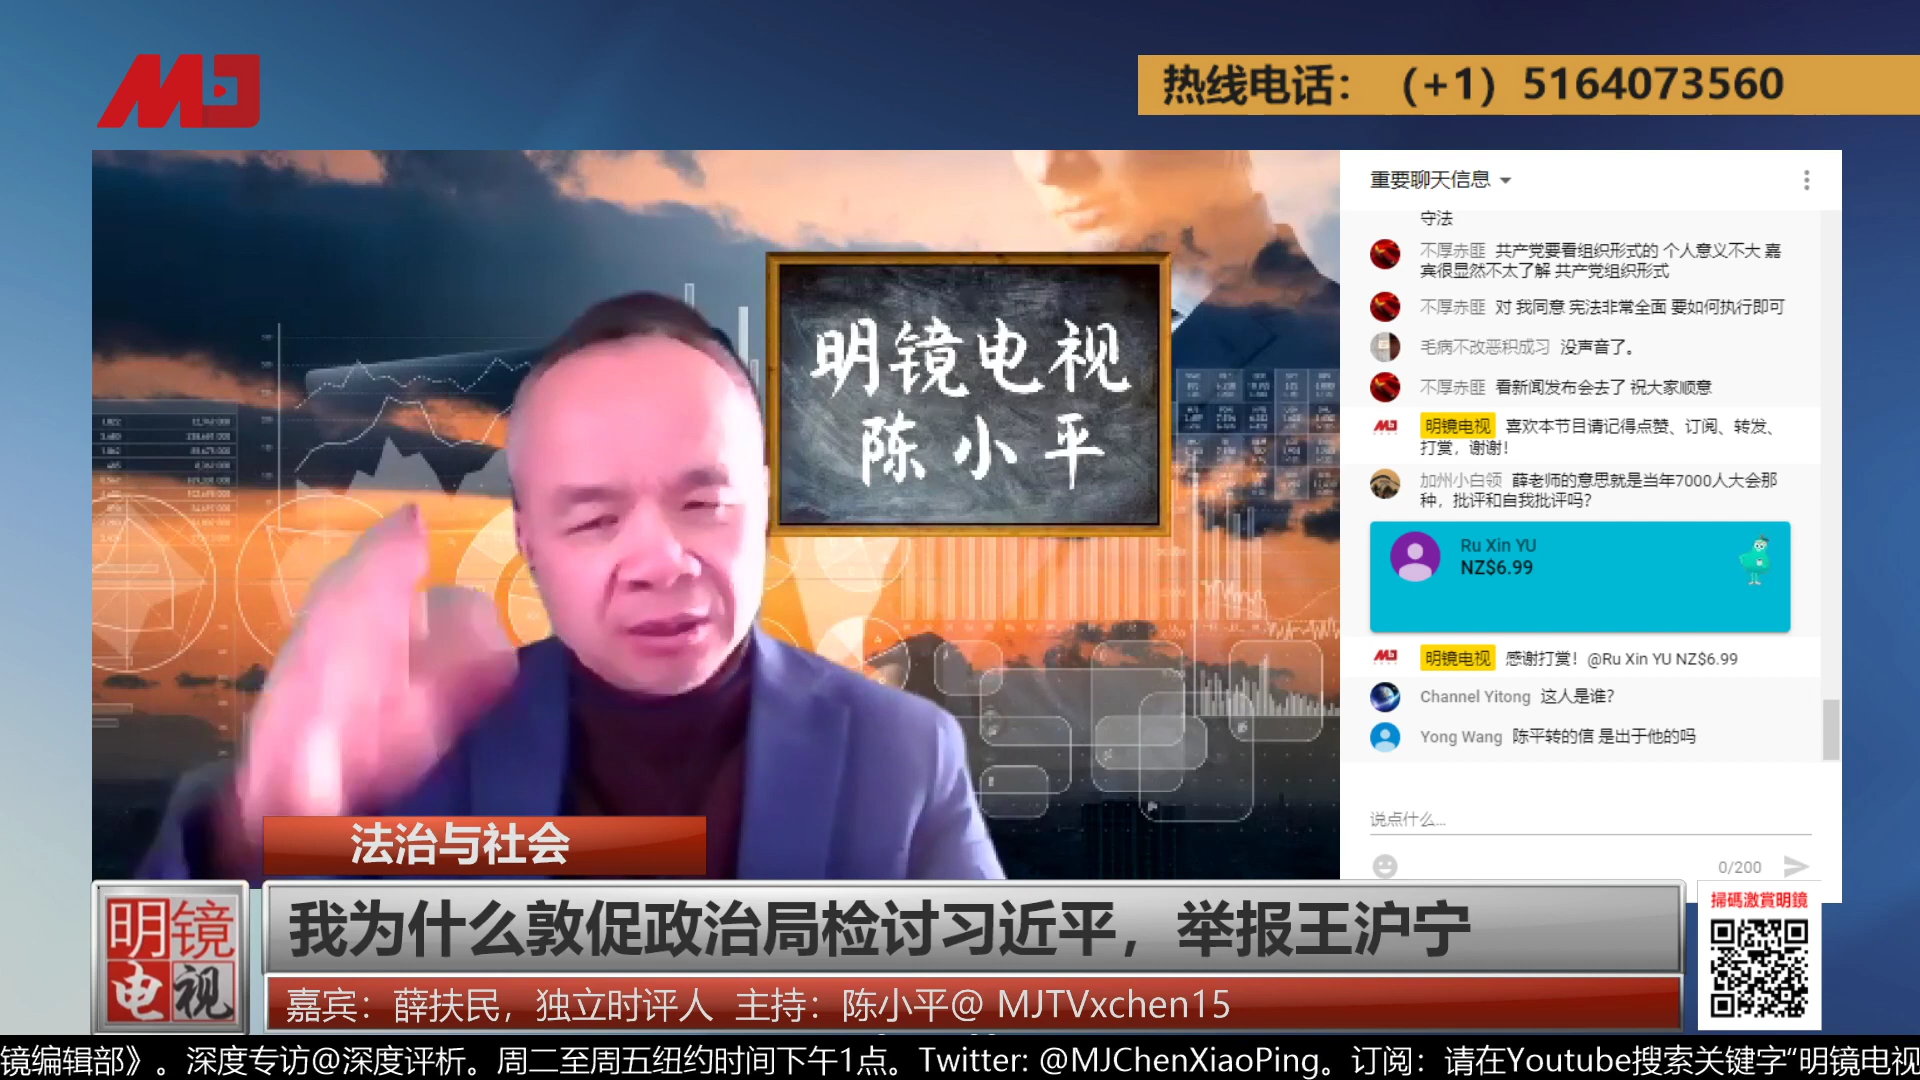 MJ
热线电话：（+1）5164073560
明镜电视
陈小平
重要聊天信息
守法
不厚赤匪 共产党要看组织形式的 个人意义不大 嘉
宾很显然不太了解 共产党组织形式
不厚赤匪 对 我同意 宪法非常全面 要如何执行即可
毛病不改恶积成习 没声音了。
不厚赤匪 看新闻发布会去了 祝大家顺意
明镜电视 喜欢本节目请记得点赞、订阅、转发、
打赏，谢谢！
加州小白领 薛老师的意思就是当年7000人大会那
种，批评和自我批评吗？
Ru Xin YU
NZ$6.99
明镜电视 感谢打赏！@Ru Xin YU NZ$6.99
Channel Yitong 这人是谁？
Yong Wang 陈平转的信 是出于他的吗
说点什么...
0/200
法治与社会
明镜
电视
我为什么敦促政治局检讨习近平，举报王沪宁
嘉宾：薛扶民，独立时评人 主持：陈小平@ MJTVxchen15
掃碼激賞明鏡
镜编辑部》。深度专访@深度评析。周二至周五纽约时间下午1点。Twitter: @MJChenXiaoPing。订阅：请在Youtube搜索关键字“明镜电视